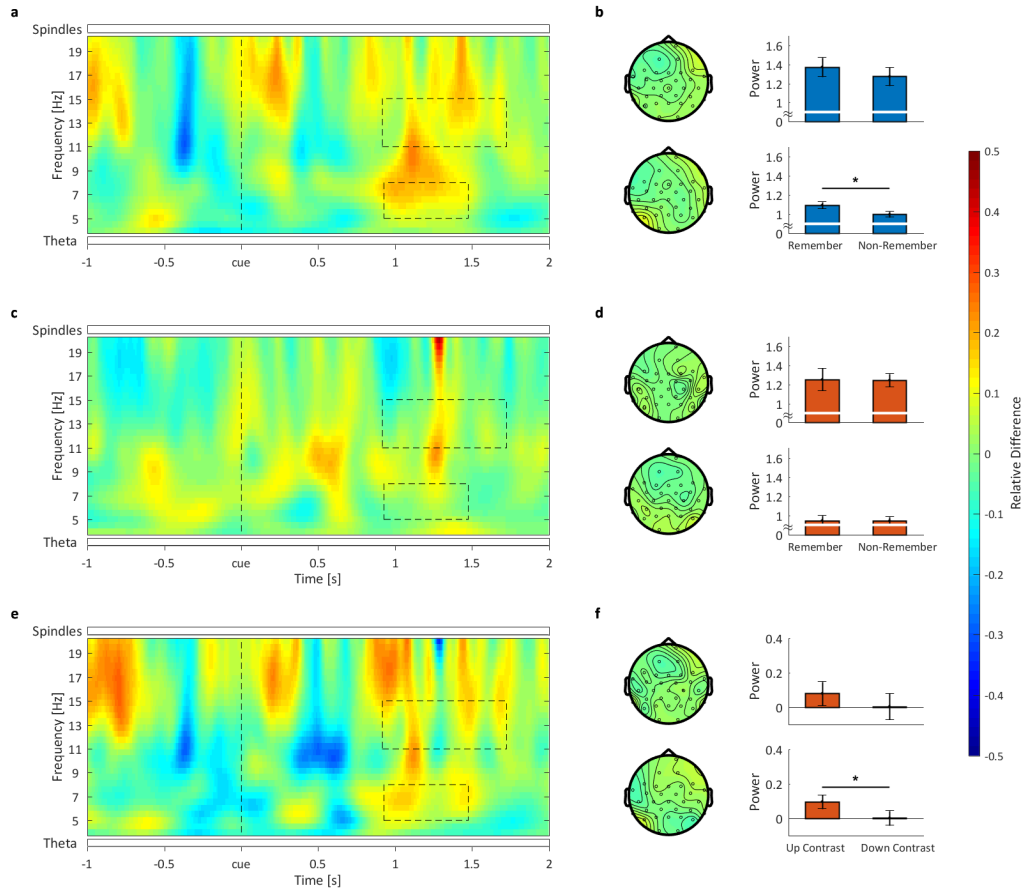 a
Spindles
19
17
15
13
11
9
7
5
Frequency [Hz]
Theta
-1 -0.5 cue 0.5 1 1.5 2
b
Power
1.6
1.4
1.2
1
0
Power
1.6
1.4
1.2
1
0
*
Remember Non-Remember
c
Spindles
19
17
15
13
11
9
7
5
Frequency [Hz]
Theta
-1 -0.5 cue 0.5 1 1.5 2
Time [s]
d
Power
1.6
1.4
1.2
1
0
Power
1.6
1.4
1.2
1
0
Remember Non-Remember
e
Spindles
19
17
15
13
11
9
7
5
Frequency [Hz]
Theta
-1 -0.5 cue 0.5 1 1.5 2
Time [s]
f
Power
0.4
0.2
0
Power
0.4
0.2
0
*
Up Contrast Down Contrast
0.5
0.4
0.3
0.2
0.1
0
-0.1
-0.2
-0.3
-0.4
-0.5
Relative Difference